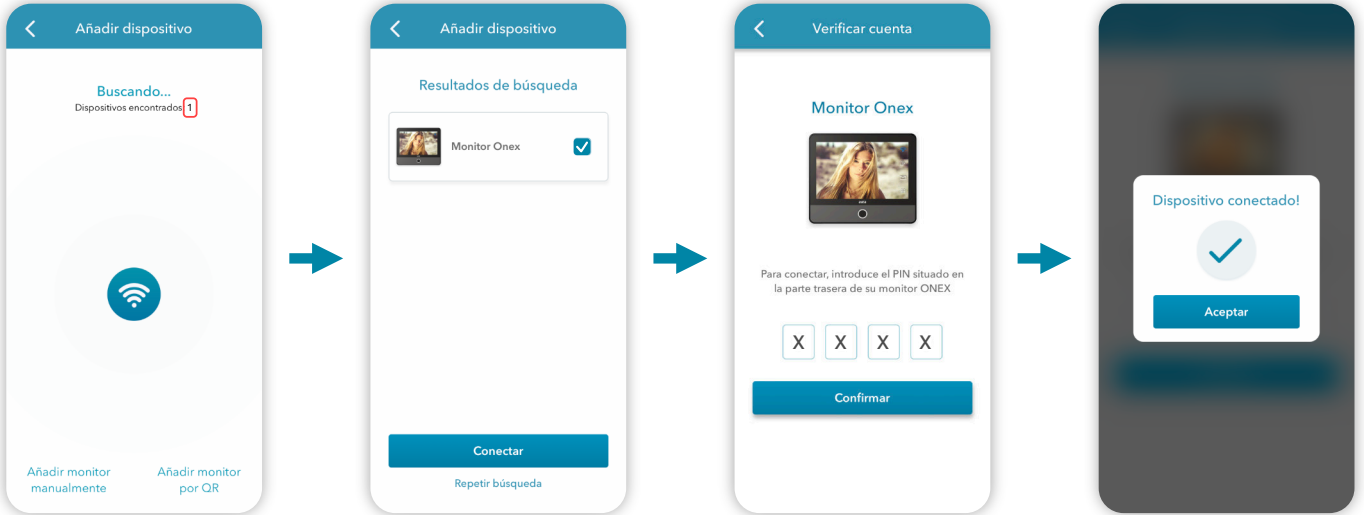 Añadir dispositivo
Buscando...
Dispositivos encontrados 1
Añadir monitor
manualmente
Añadir monitor
por QR
Añadir dispositivo
Resultados de búsqueda
Monitor Onex
Conectar
Repetir búsqueda
Verificar cuenta
Monitor Onex
Para conectar, introduce el PIN situado en
la parte trasera de su monitor ONEX
X X X X
Confirmar
Dispositivo conectado!
Aceptar